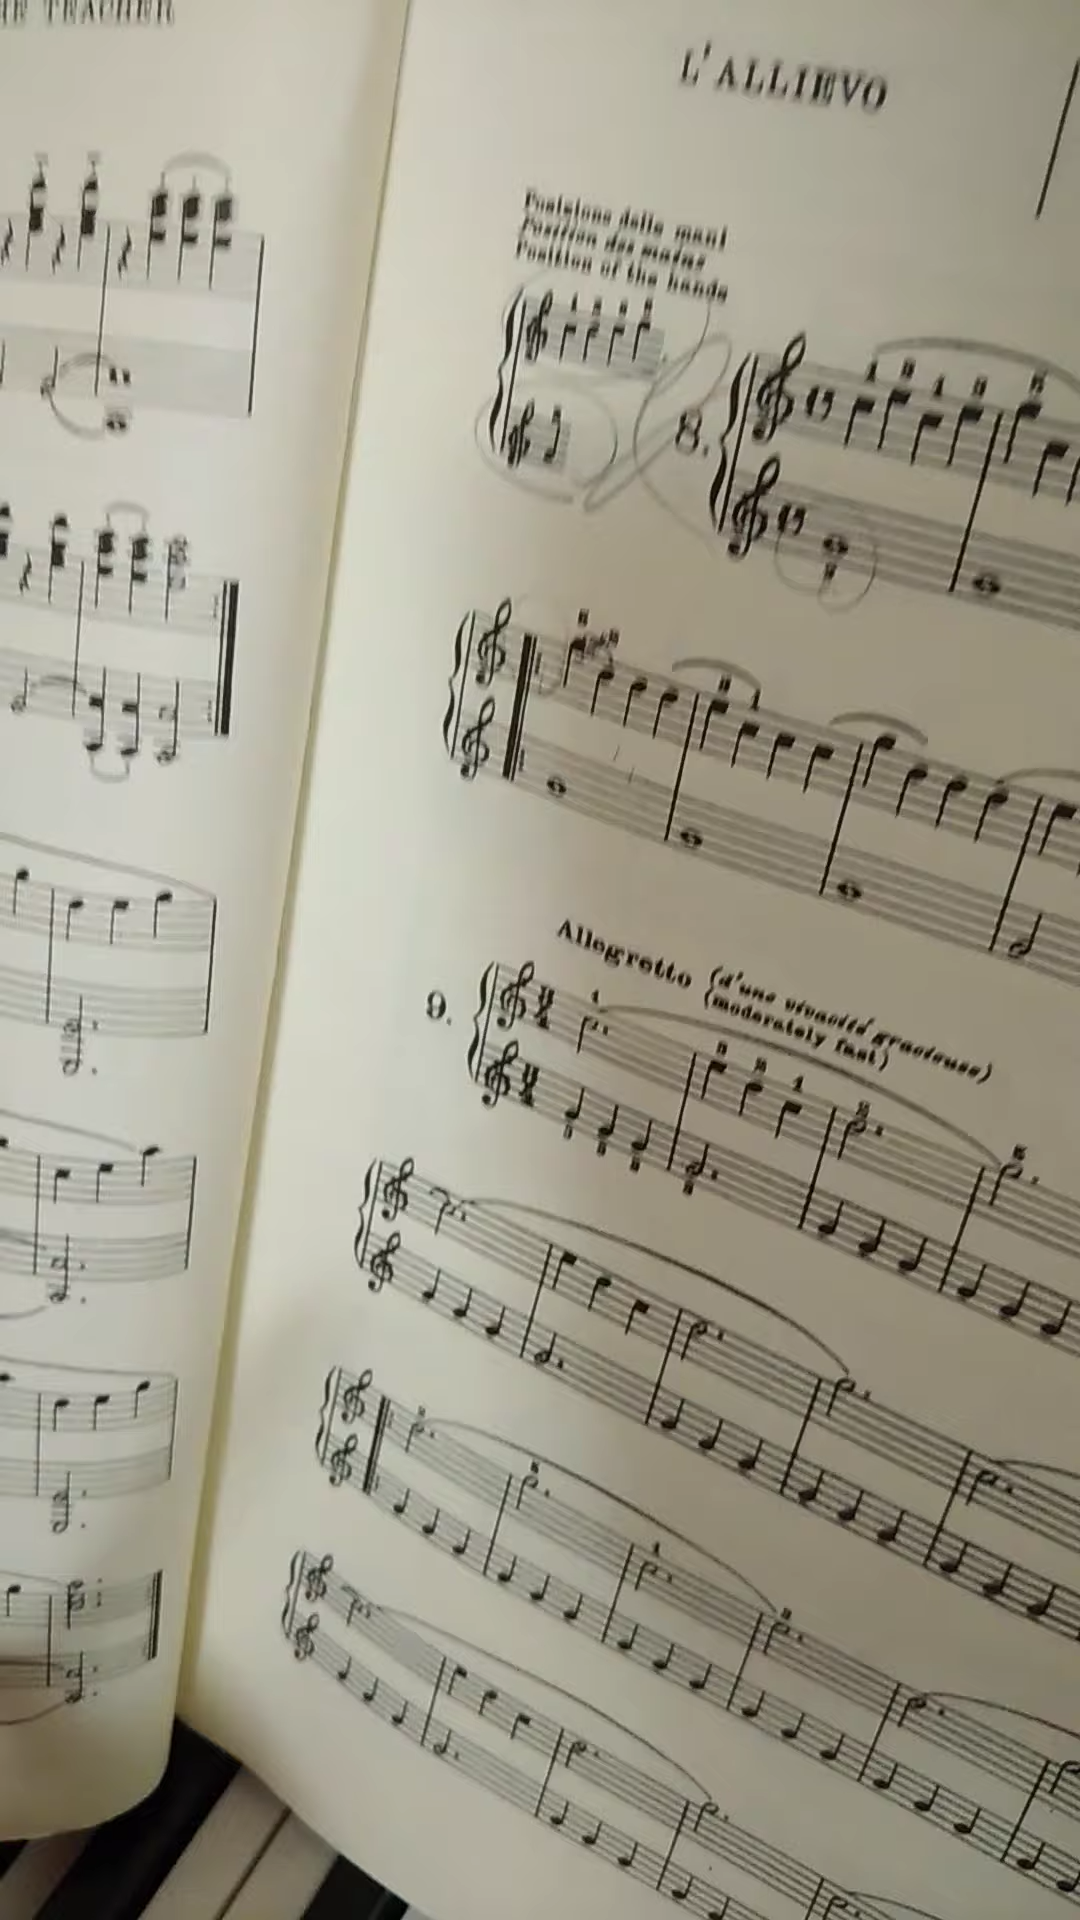 TEACHER
L'ALLIEVO
Posizione delle mani
Position des mains
Position of the hands
8.
Allegretto (d'une vivacité gracieuse)
(moderately fast)
9.